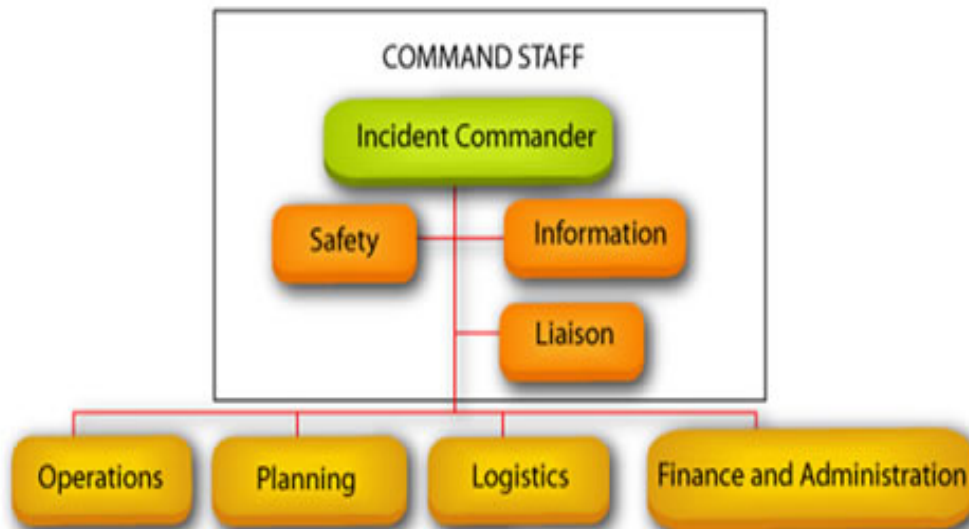 COMMAND STAFF
Incident Commander
Safety
Information
Liaison
Operations
Planning
Logistics
Finance and Administration